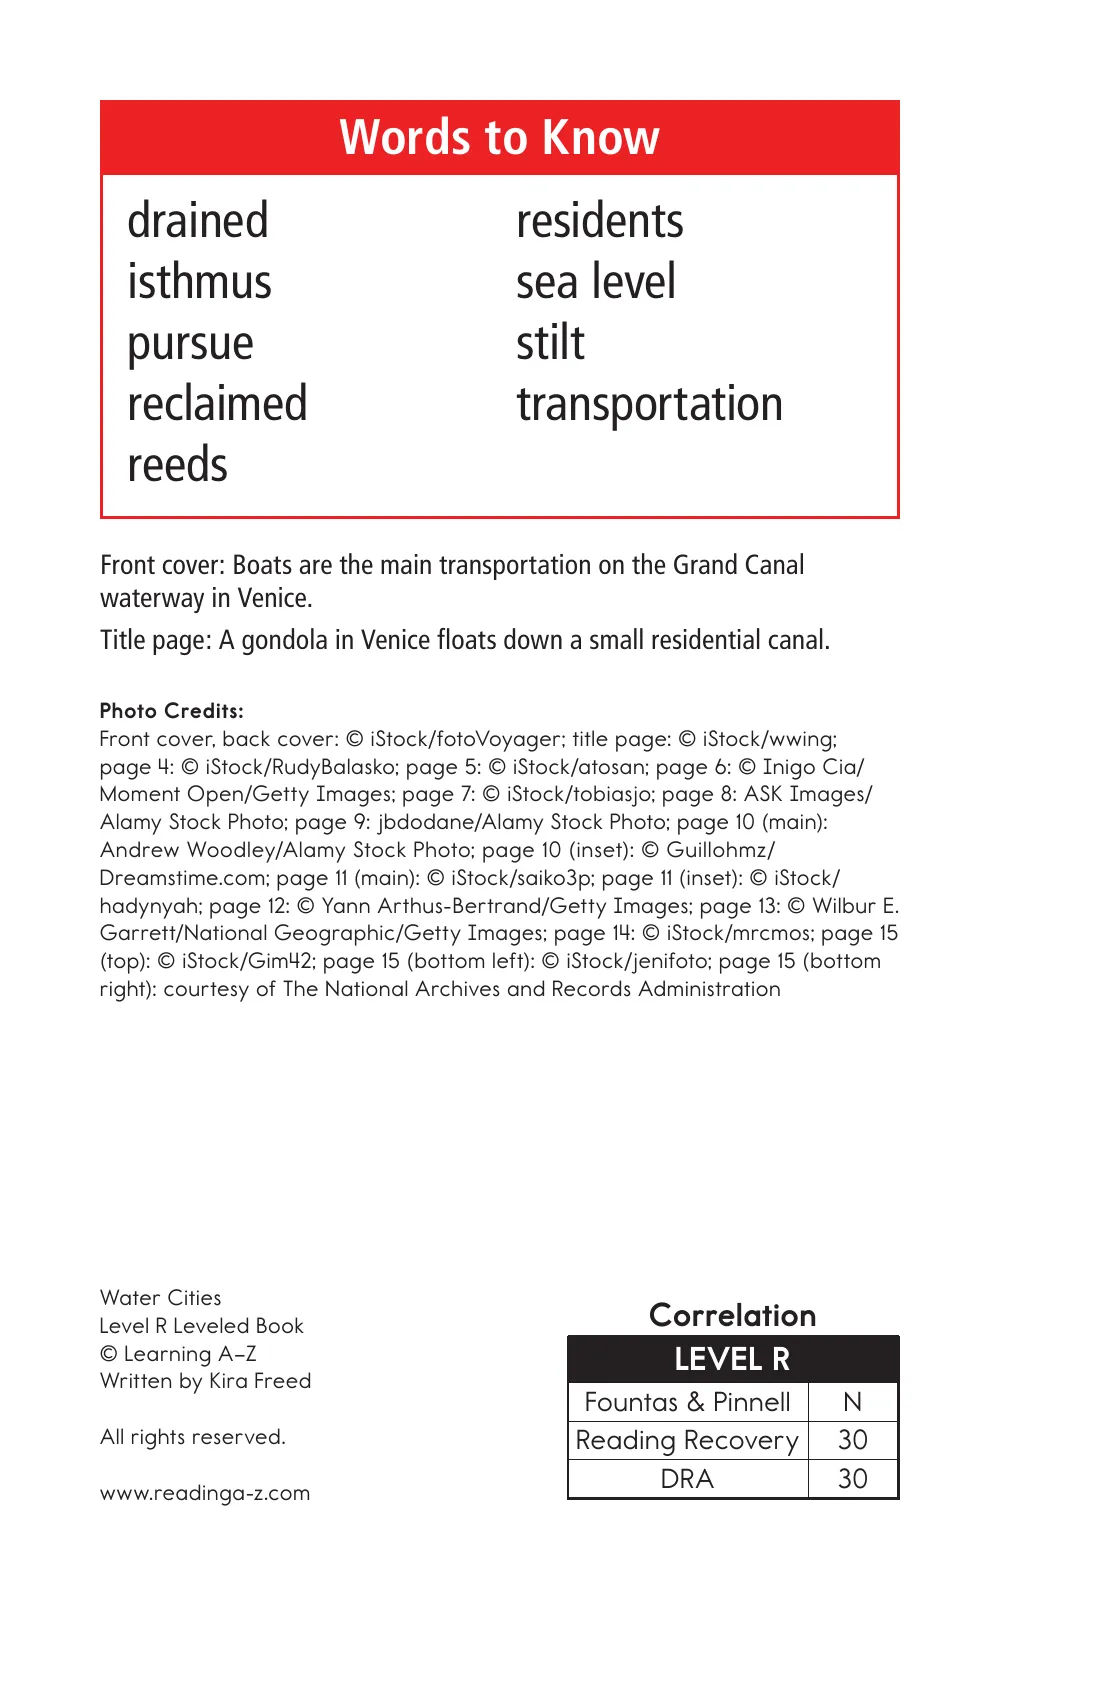 Words to Know
drained
isthmus
pursue
reclaimed
reeds
residents
sea level
stilt
transportation
Front cover: Boats are the main transportation on the Grand Canal
waterway in Venice.
Title page: A gondola in Venice floats down a small residential canal.
Photo Credits:
Front cover, back cover: © iStock/fotoVoyager; title page: © iStock/wwing;
page 4: © iStock/RudyBalasko; page 5: © iStock/atosan; page 6: © Inigo Cia/
Moment Open/Getty Images; page 7: © iStock/tobiasjo; page 8: ASK Images/
Alamy Stock Photo; page 9: jbdodane/Alamy Stock Photo; page 10 (main):
Andrew Woodley/Alamy Stock Photo; page 10 (inset): © Guillohmz/
Dreamstime.com; page 11 (main): © iStock/saiko3p; page 11 (inset): © iStock/
hadynyah; page 12: © Yann Arthus-Bertrand/Getty Images; page 13: © Wilbur E.
Garrett/National Geographic/Getty Images; page 14: © iStock/mrcmos; page 15
(top): © iStock/Gim42; page 15 (bottom left): © iStock/jenifoto; page 15 (bottom
right): courtesy of The National Archives and Records Administration
Water Cities
Level R Leveled Book
© Learning A–Z
Written by Kira Freed
All rights reserved.
www.readinga-z.com
Correlation
LEVEL R
Fountas & Pinnell N
Reading Recovery 30
DRA 30